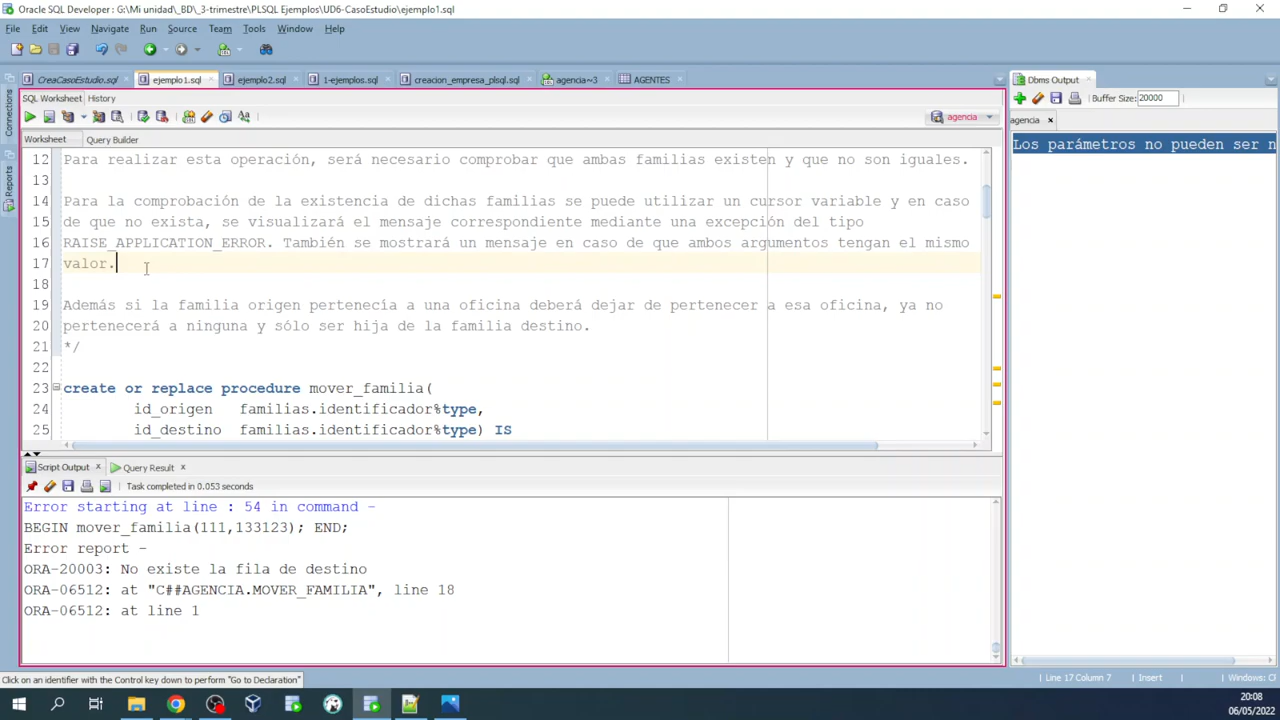 Oracle SQL Developer : G:\Mi unidad\_BD\_3-trimestre\PLSQL Ejemplos\UD6-CasoEstudio\ejemplo1.sql
File Edit View Navigate Run Source Team Tools Window Help
CreaCasoEstudio.sql ejemplo1.sql ejemplo2.sql 1-ejemplos.sql creacion_empresa_plsql.sql agencia~3 AGENTES
Dbms Output
SQL Worksheet History
Buffer Size: 20000
agencia
agencia
Worksheet Query Builder
Connections
Reports
Los parámetros no pueden ser n
12 Para realizar esta operación, será necesario comprobar que ambas familias existen y que no son iguales.
13
14 Para la comprobación de la existencia de dichas familias se puede utilizar un cursor variable y en caso
15 de que no exista, se visualizará el mensaje correspondiente mediante una excepción del tipo
16 RAISE_APPLICATION_ERROR. También se mostrará un mensaje en caso de que ambos argumentos tengan el mismo
17 valor.
18
19 Además si la familia origen pertenecía a una oficina deberá dejar de pertenecer a esa oficina, ya no
20 pertenecerá a ninguna y sólo ser hija de la familia destino.
21 */
22
23 create or replace procedure mover_familia(
24 id_origen familias.identificador%type,
25 id_destino familias.identificador%type) IS
Script Output Query Result
Task completed in 0.053 seconds
Error starting at line : 54 in command -
BEGIN mover_familia(111,133123); END;
Error report -
ORA-20003: No existe la fila de destino
ORA-06512: at "C##AGENCIA.MOVER_FAMILIA", line 18
ORA-06512: at line 1
Click on an identifier with the Control key down to perform "Go to Declaration"
Line 17 Column 7 Insert Windows: C
20:08
06/05/2022